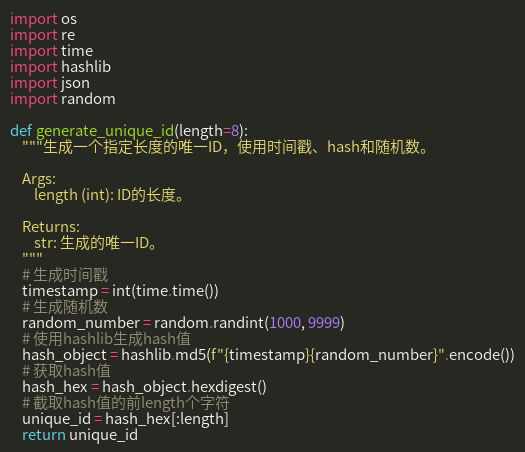 import os
import re
import time
import hashlib
import json
import random
def generate_unique_id(length=8):
"""生成一个指定长度的唯一ID，使用时间戳、hash和随机数。
Args:
length (int): ID的长度。
Returns:
str: 生成的唯一ID。
"""
# 生成时间戳
timestamp = int(time.time())
# 生成随机数
random_number = random.randint(1000, 9999)
# 使用hashlib生成hash值
hash_object = hashlib.md5(f"{timestamp}{random_number}".encode())
# 获取hash值
hash_hex = hash_object.hexdigest()
# 截取hash值的前length个字符
unique_id = hash_hex[:length]
return unique_id